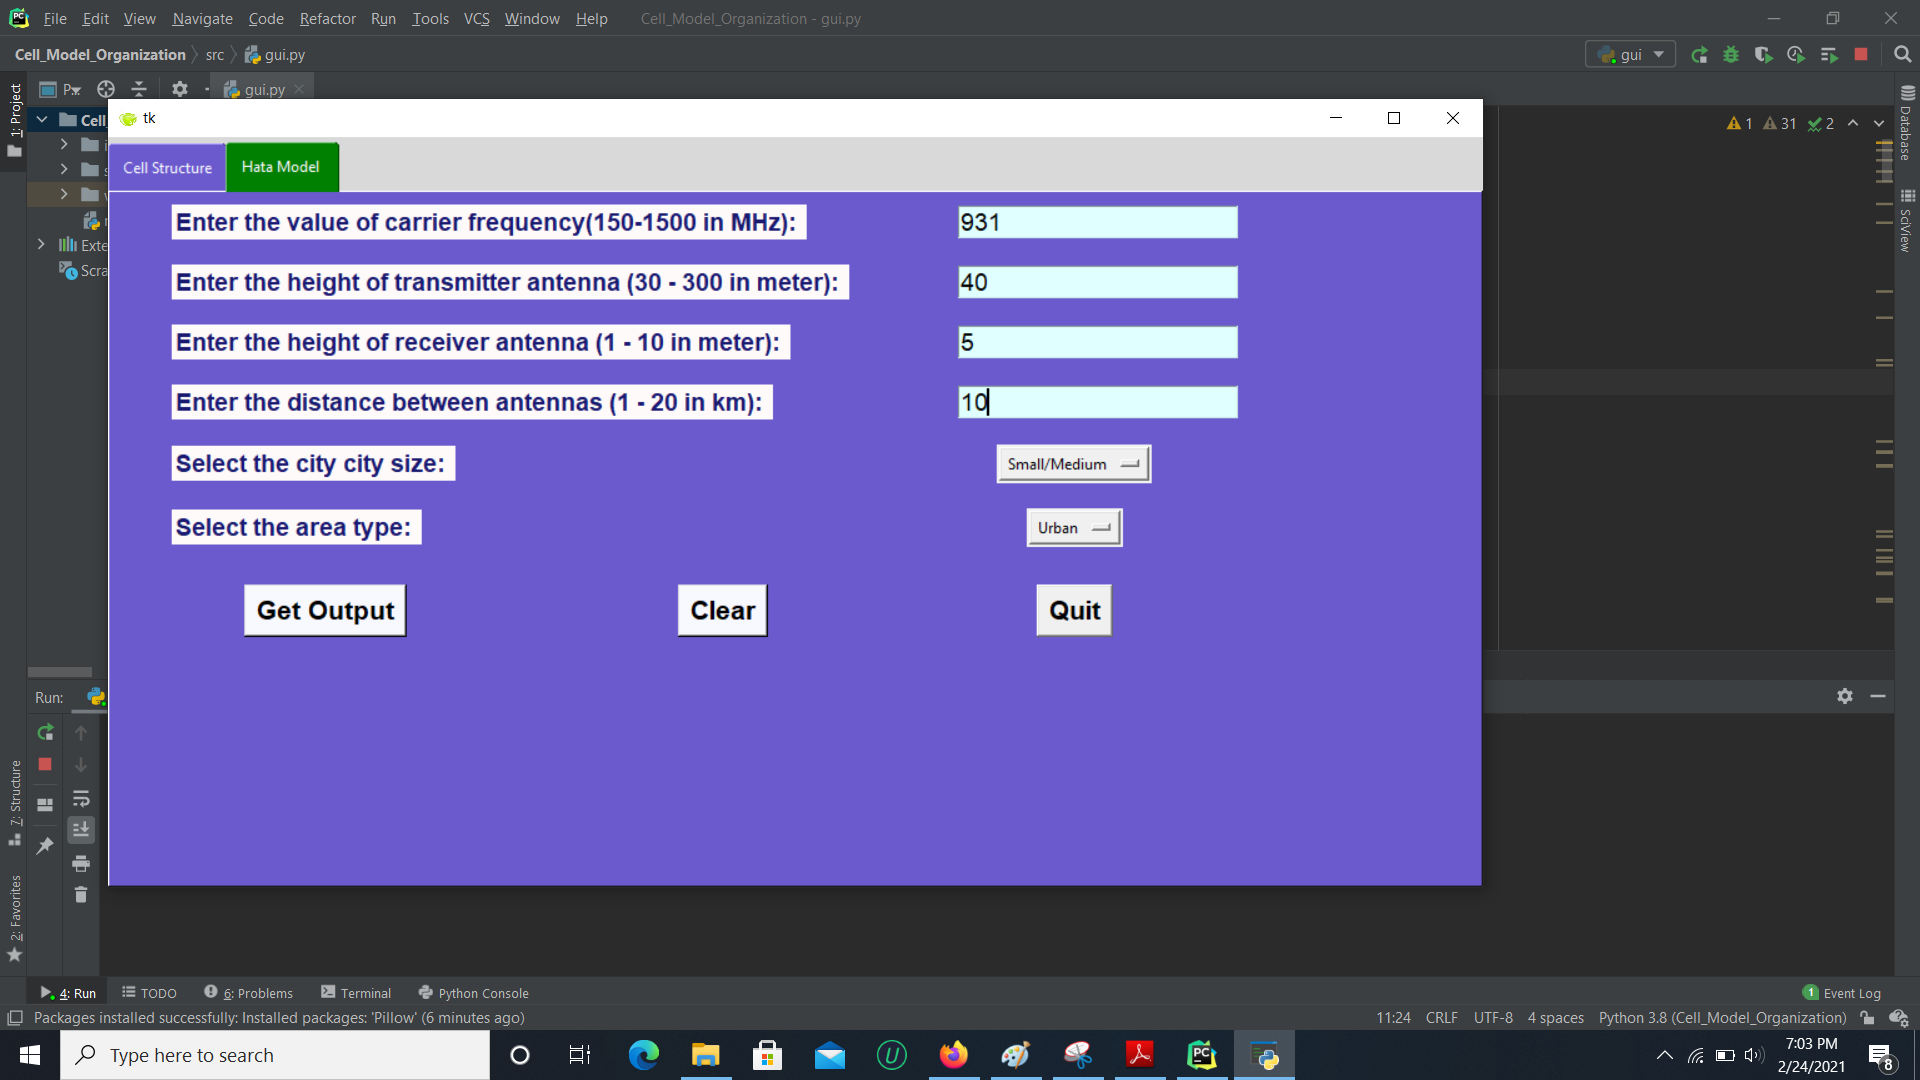 File Edit View Navigate Code Refactor Run Tools VCS Window Help Cell_Model_Organization - gui.py
Cell_Model_Organization src gui.py gui
P... gui.py
1: Project
tk
Cell
Cell Structure Hata Model
1 31 2
Database
SciView
Enter the value of carrier frequency(150-1500 in MHz): 931
Enter the height of transmitter antenna (30 - 300 in meter): 40
Enter the height of receiver antenna (1 - 10 in meter): 5
Enter the distance between antennas (1 - 20 in km): 10
Select the city city size: Small/Medium
Select the area type: Urban
Get Output Clear Quit
Exte
Scra
Run:
7: Structure
2: Favorites
4: Run TODO 6: Problems Terminal Python Console 1 Event Log
Packages installed successfully: Installed packages: 'Pillow' (6 minutes ago) 11:24 CRLF UTF-8 4 spaces Python 3.8 (Cell_Model_Organization)
Type here to search
7:03 PM
2/24/2021
8